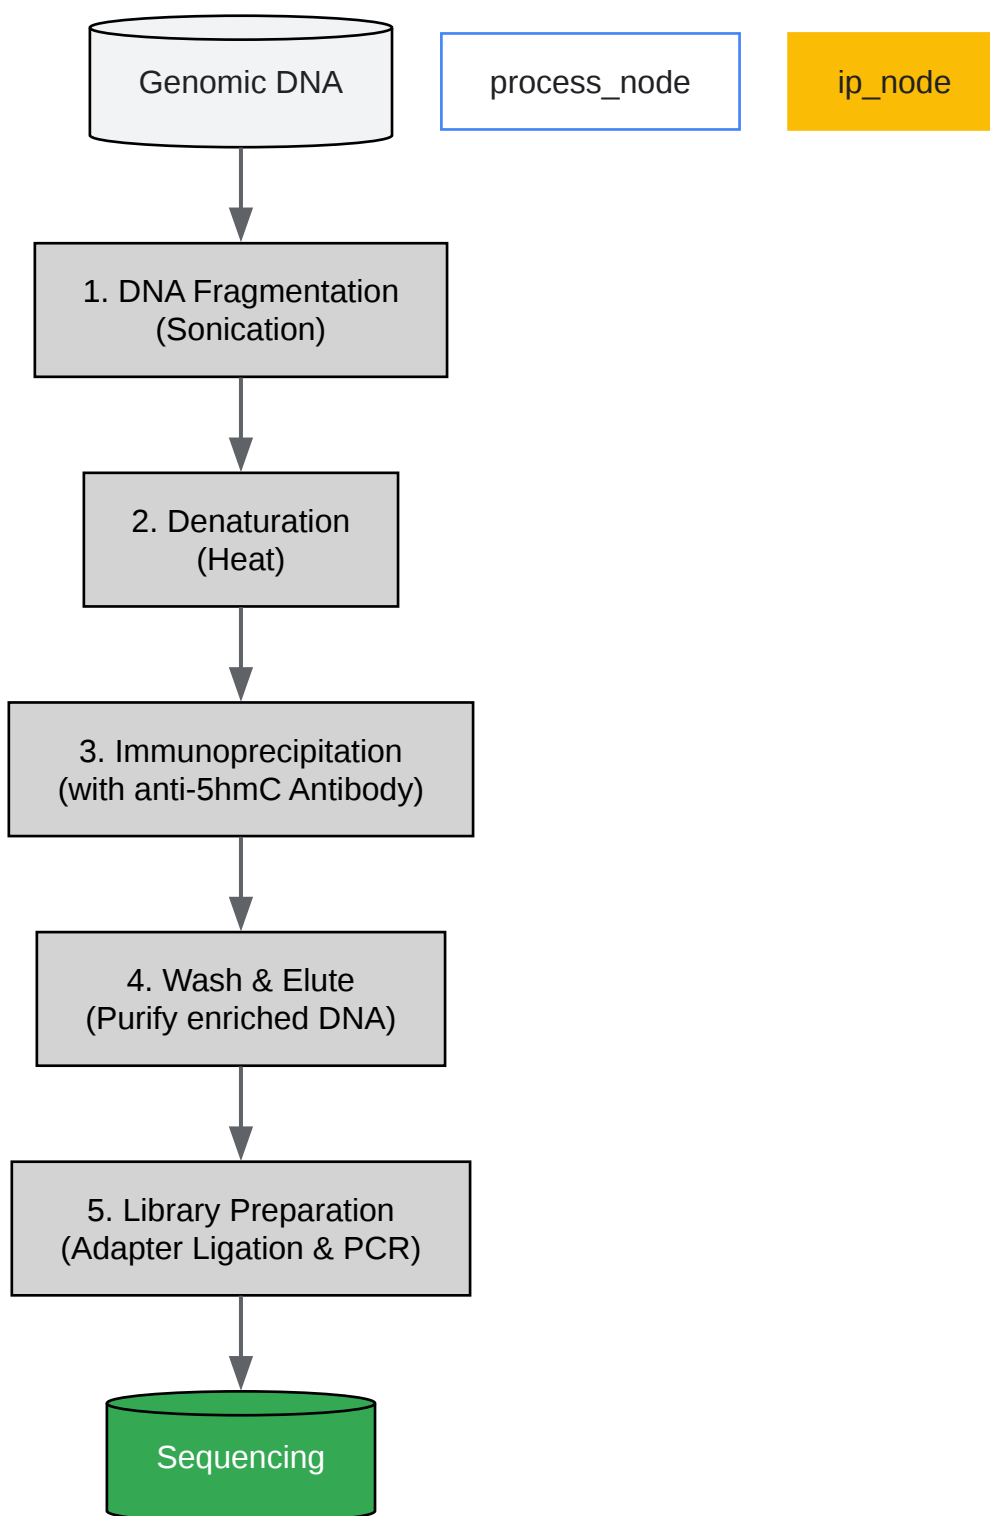 Genomic DNA
process_node
ip_node
1. DNA Fragmentation
(Sonication)
2. Denaturation
(Heat)
3. Immunoprecipitation
(with anti-5hmC Antibody)
4. Wash & Elute
(Purify enriched DNA)
5. Library Preparation
(Adapter Ligation & PCR)
Sequencing